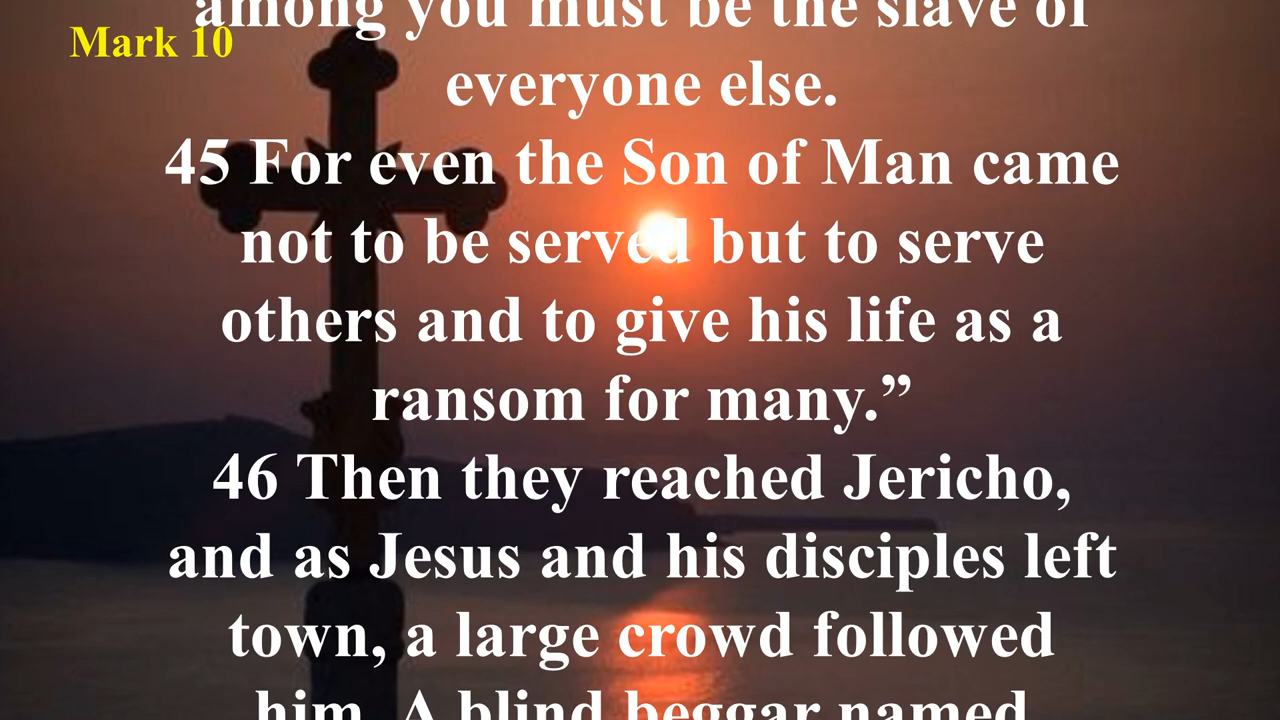 Mark 10
among you must be the slave of
everyone else.
45 For even the Son of Man came
not to be served but to serve
others and to give his life as a
ransom for many.”
46 Then they reached Jericho,
and as Jesus and his disciples left
town, a large crowd followed
him. A blind beggar named